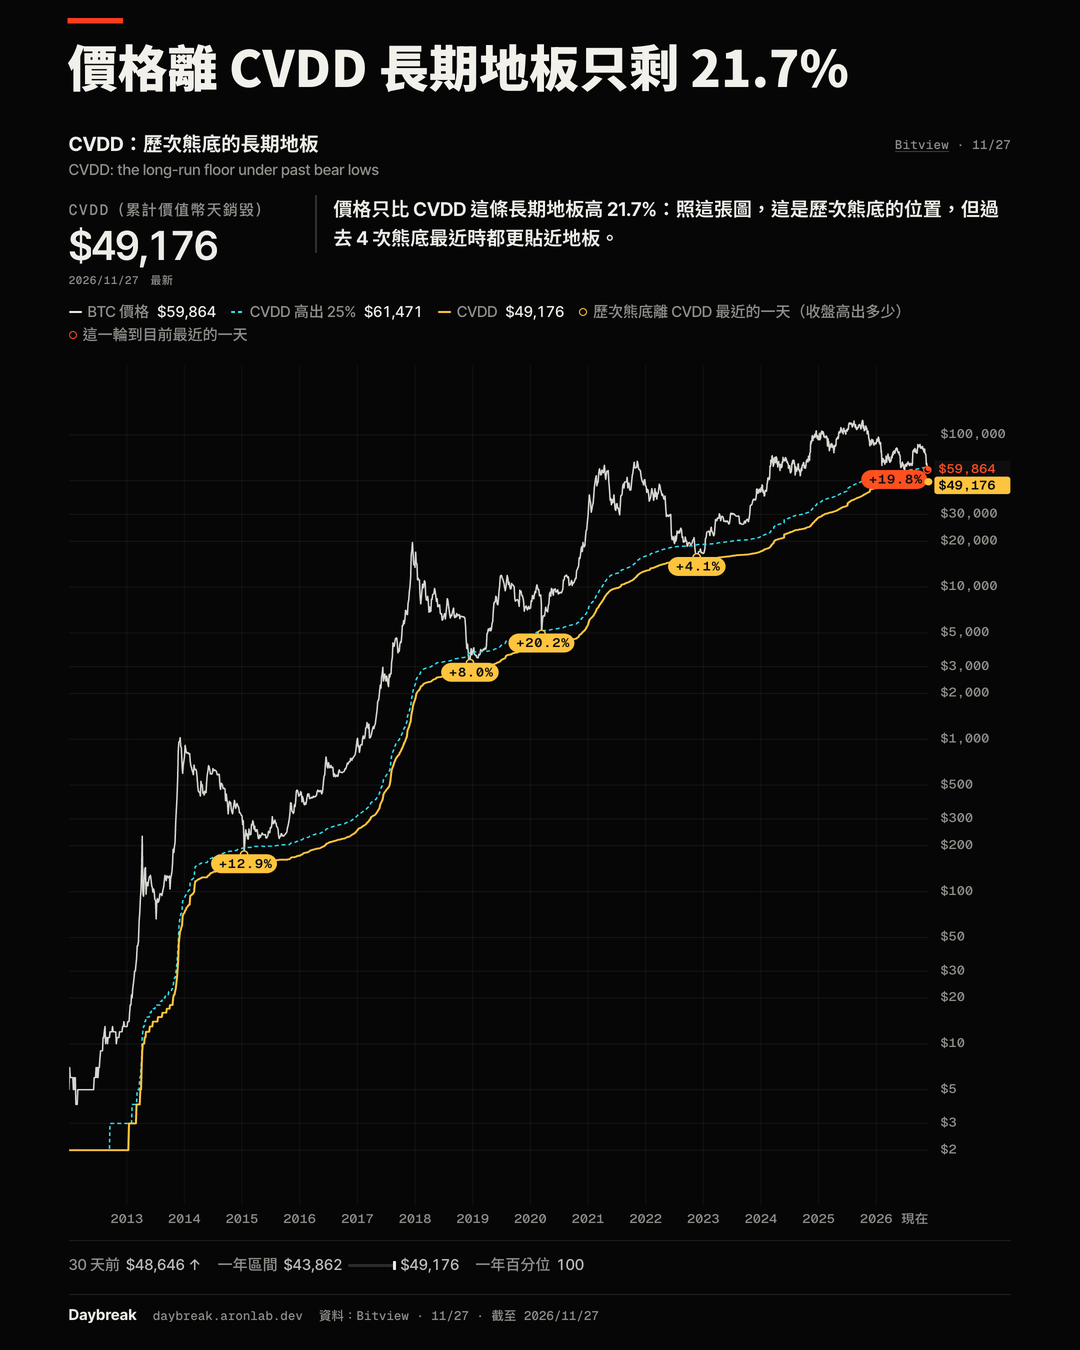 價格離 CVDD 長期地板只剩 21.7%
CVDD：歷次熊底的長期地板
Bitview · 11/27
CVDD: the long-run floor under past bear lows
CVDD（累計價值幣天銷毀）
$49,176
2026/11/27 最新
價格只比 CVDD 這條長期地板高 21.7%：照這張圖，這是歷次熊底的位置，但過
去 4 次熊底最近時都更貼近地板。
BTC 價格 $59,864 CVDD 高出 25% $61,471 CVDD $49,176 歷次熊底離 CVDD 最近的一天（收盤高出多少）
這一輪到目前最近的一天
$100,000
$59,864
+19.8%
$49,176
$30,000
$20,000
+4.1%
$10,000
$5,000
+20.2%
$3,000
+8.0%
$2,000
$1,000
$500
$300
$200
+12.9%
$100
$50
$30
$20
$10
$5
$3
$2
2013 2014 2015 2016 2017 2018 2019 2020 2021 2022 2023 2024 2025 2026 現在
30 天前 $48,646 ↑ 一年區間 $43,862 $49,176 一年百分位 100
Daybreak daybreak.aronlab.dev 資料：Bitview · 11/27 · 截至 2026/11/27